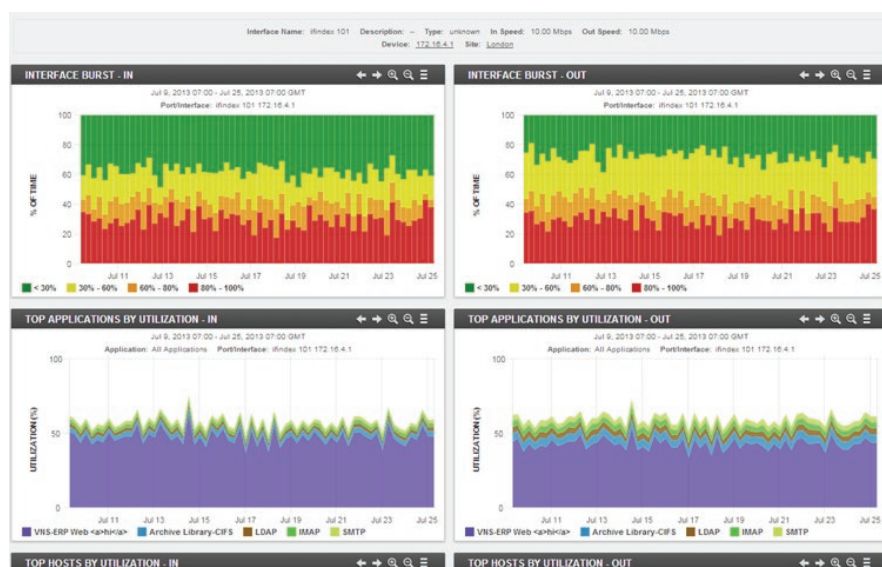 Interface Name: ifindex 101 Description: -- Type: unknown In Speed: 10.00 Mbps Out Speed: 10.00 Mbps
Device: 172.16.4.1 Site: London
INTERFACE BURST - IN
Jul 9, 2013 07:00 - Jul 25, 2013 07:00 GMT
Port/Interface: ifindex 101 172.16.4.1
100
80
60
40
20
0
% OF TIME
Jul 11 Jul 13 Jul 15 Jul 17 Jul 19 Jul 21 Jul 23 Jul 25
< 30% 30% - 60% 60% - 80% 80% - 100%
INTERFACE BURST - OUT
Jul 9, 2013 07:00 - Jul 25, 2013 07:00 GMT
Port/Interface: ifindex 101 172.16.4.1
100
80
60
40
20
0
% OF TIME
Jul 11 Jul 13 Jul 15 Jul 17 Jul 19 Jul 21 Jul 23 Jul 25
< 30% 30% - 60% 60% - 80% 80% - 100%
TOP APPLICATIONS BY UTILIZATION - IN
Jul 9, 2013 07:00 - Jul 25, 2013 07:00 GMT
Application: All Applications Port/Interface: ifindex 101 172.16.4.1
100
50
0
UTILIZATION (%)
Jul 11 Jul 13 Jul 15 Jul 17 Jul 19 Jul 21 Jul 23 Jul 25
VNS-ERP Web <a>hi</a> Archive Library-CIFS LDAP IMAP SMTP
TOP APPLICATIONS BY UTILIZATION - OUT
Jul 9, 2013 07:00 - Jul 25, 2013 07:00 GMT
Application: All Applications Port/Interface: ifindex 101 172.16.4.1
100
50
0
UTILIZATION (%)
Jul 11 Jul 13 Jul 15 Jul 17 Jul 19 Jul 21 Jul 23 Jul 25
VNS-ERP Web <a>hi</a> Archive Library-CIFS LDAP IMAP SMTP
TOP HOSTS BY UTILIZATION - IN
TOP HOSTS BY UTILIZATION - OUT